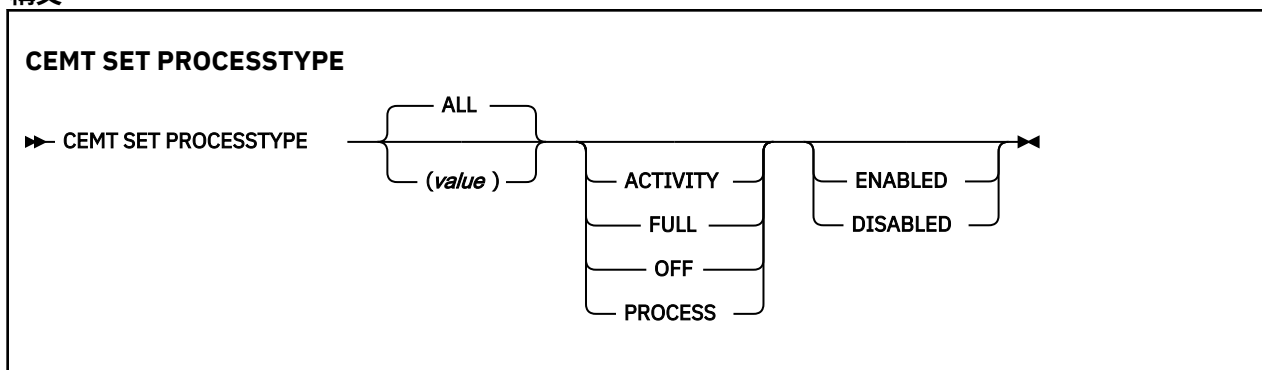 CEMT SET PROCESSTYPE
ALL
CEMT SET PROCESSTYPE
(value )
ACTIVITY
FULL
OFF
PROCESS
ENABLED
DISABLED